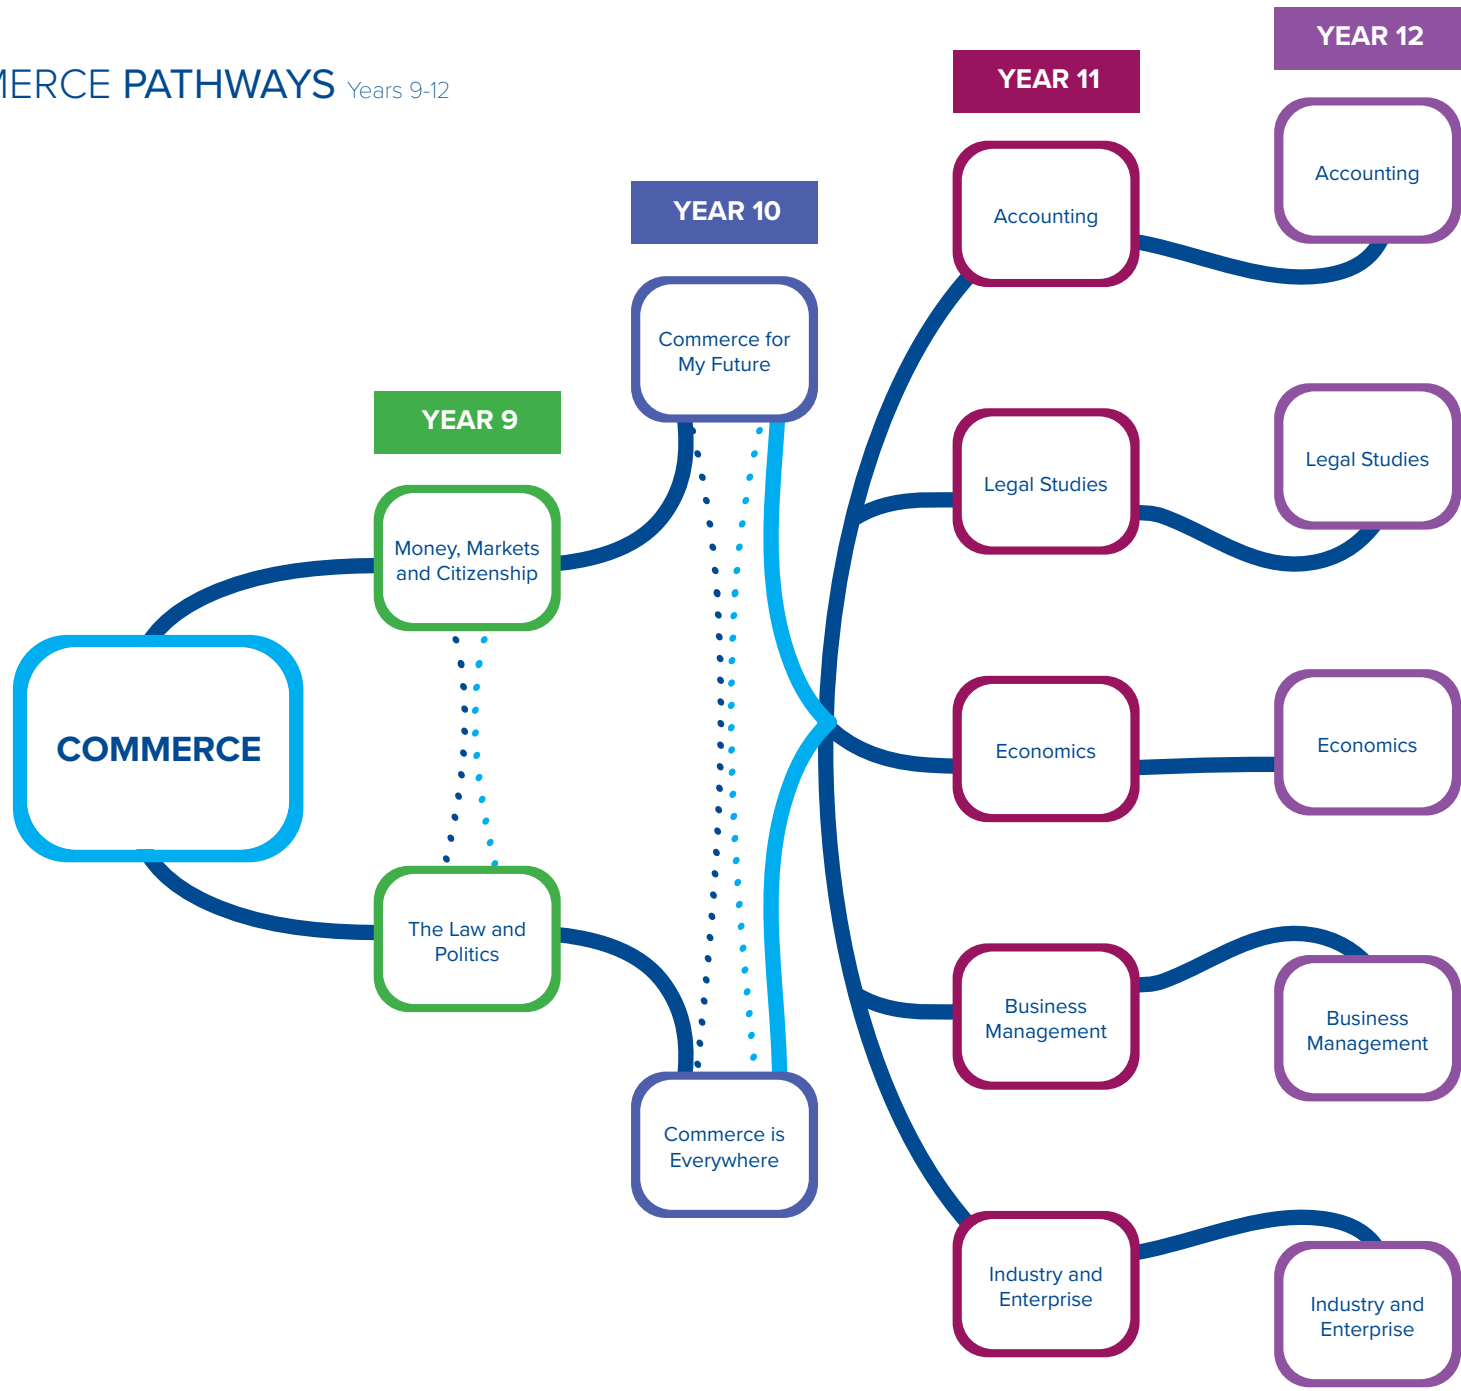 MERCE PATHWAYS Years 9-12
YEAR 9
YEAR 10
YEAR 11
YEAR 12
COMMERCE
Money, Markets
and Citizenship
The Law and
Politics
Commerce for
My Future
Commerce is
Everywhere
Accounting
Legal Studies
Economics
Business
Management
Industry and
Enterprise
Accounting
Legal Studies
Economics
Business
Management
Industry and
Enterprise